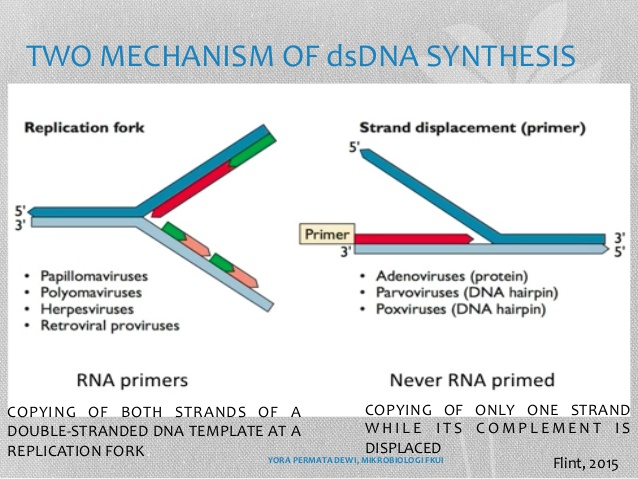 TWO MECHANISM OF dsDNA SYNTHESIS
Replication fork
5'
3'
• Papillomaviruses
• Polyomaviruses
• Herpesviruses
• Retroviral proviruses
RNA primers
COPYING OF BOTH STRANDS OF A
DOUBLE-STRANDED DNA TEMPLATE AT A
REPLICATION FORK
Strand displacement (primer)
5'
Primer
3'
3'
5'
• Adenoviruses (protein)
• Parvoviruses (DNA hairpin)
• Poxviruses (DNA hairpin)
Never RNA primed
COPYING OF ONLY ONE STRAND
WHILE ITS COMPLEMENT IS
DISPLACED
YORA PERMATA DEWI, MIKROBIOLOGI FKUI
Flint, 2015